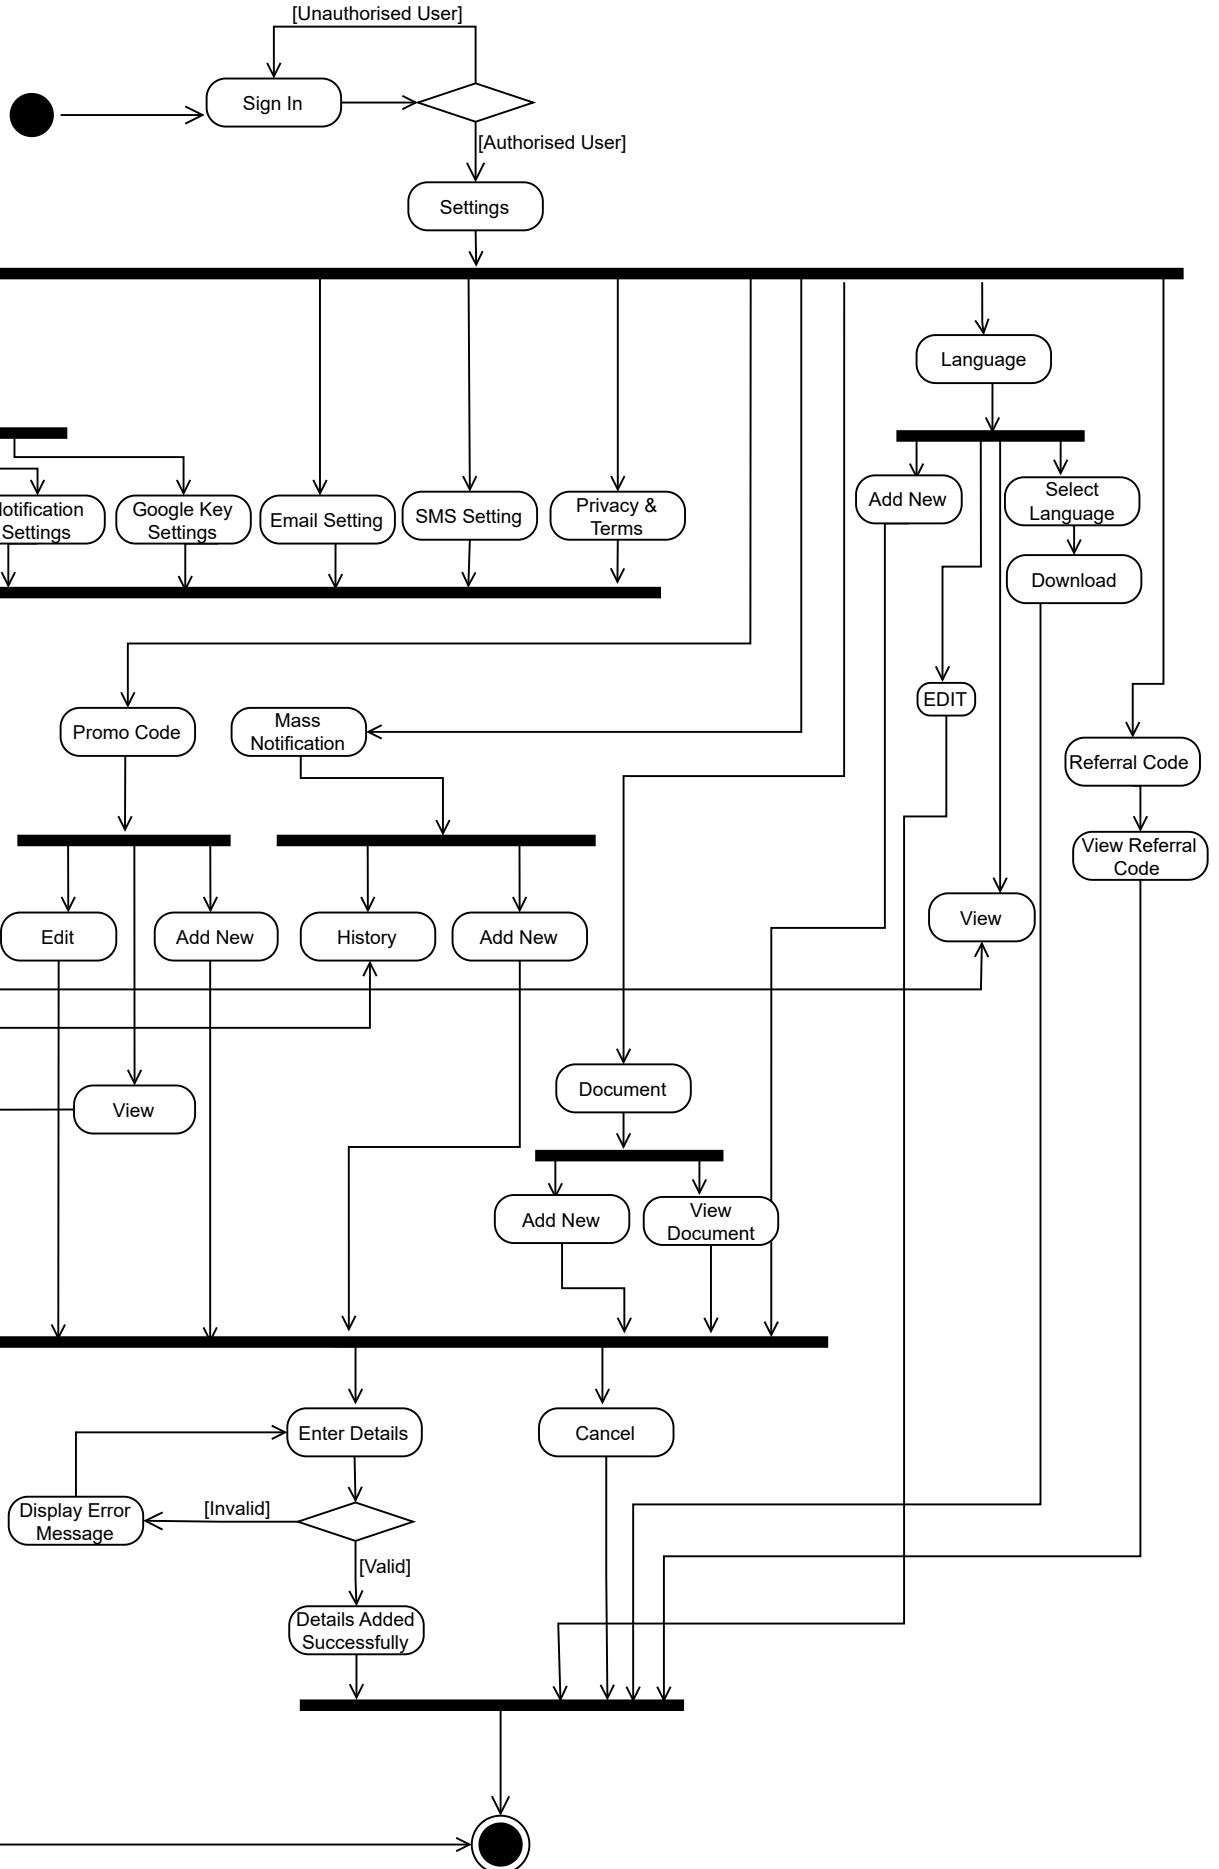 [Unauthorised User]
Sign In
[Authorised User]
Settings
Language
Add New
Select
Language
Settings
Google Key
Settings
Email Setting
SMS Setting
Privacy &
Terms
Download
EDIT
Promo Code
Mass
Notification
Referral Code
View Referral
Code
View
Edit
Add New
History
Add New
Document
View
Add New
View
Document
Enter Details
Cancel
Display Error
Message
[Invalid]
[Valid]
Details Added
Successfully